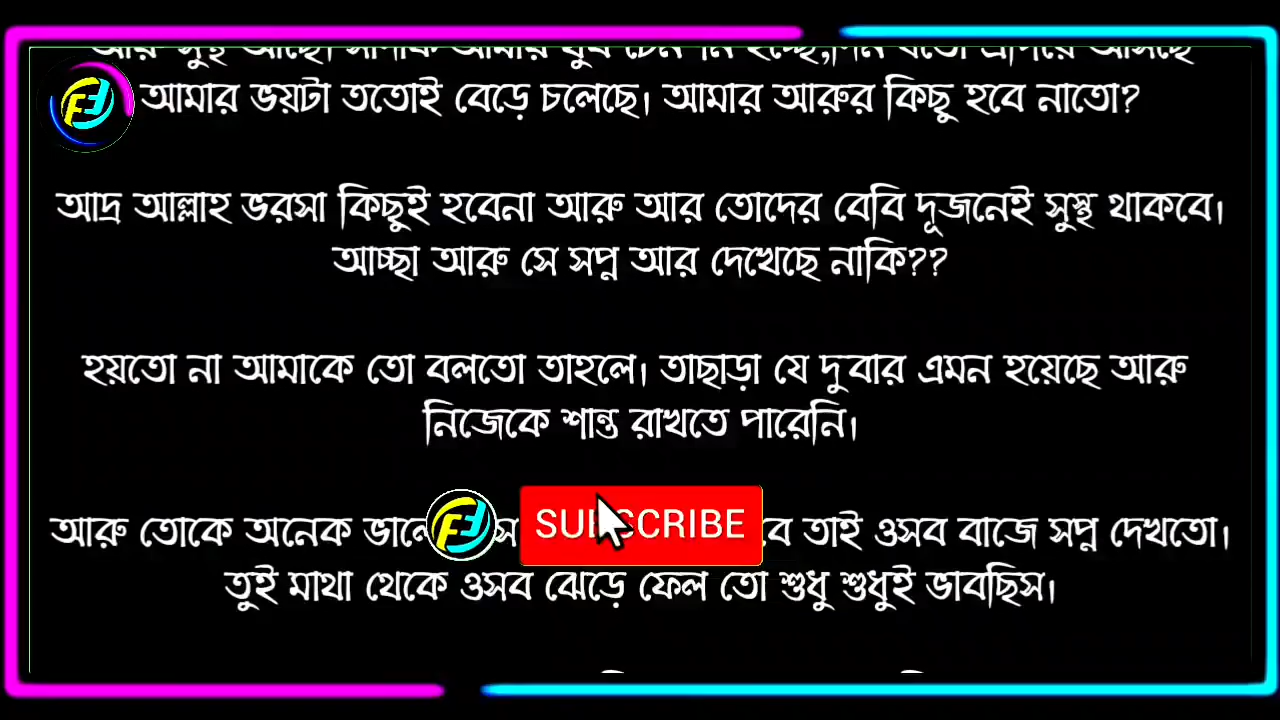 আমার ভয়টা ততোই বেড়ে চলেছে। আমার আরুর কিছু হবে নাতো?
আদ্র আল্লাহ ভরসা কিছুই হবেনা আরু আর তোদের বেবি দূজনেই সুস্থ থাকবে।
আচ্ছা আরু সে সপ্ন আর দেখেছে নাকি??
হয়তো না আমাকে তো বলতো তাহলে। তাছাড়া যে দুবার এমন হয়েছে আরু
নিজেকে শান্ত রাখতে পারেনি।
আরু তোকে অনেক তাই ওসব বাজে সপ্ন দেখতো।
SUBSCRIBE
তুই মাথা থেকে ওসব ঝেড়ে ফেল তো শুধু শুধুই ভাবছিস।